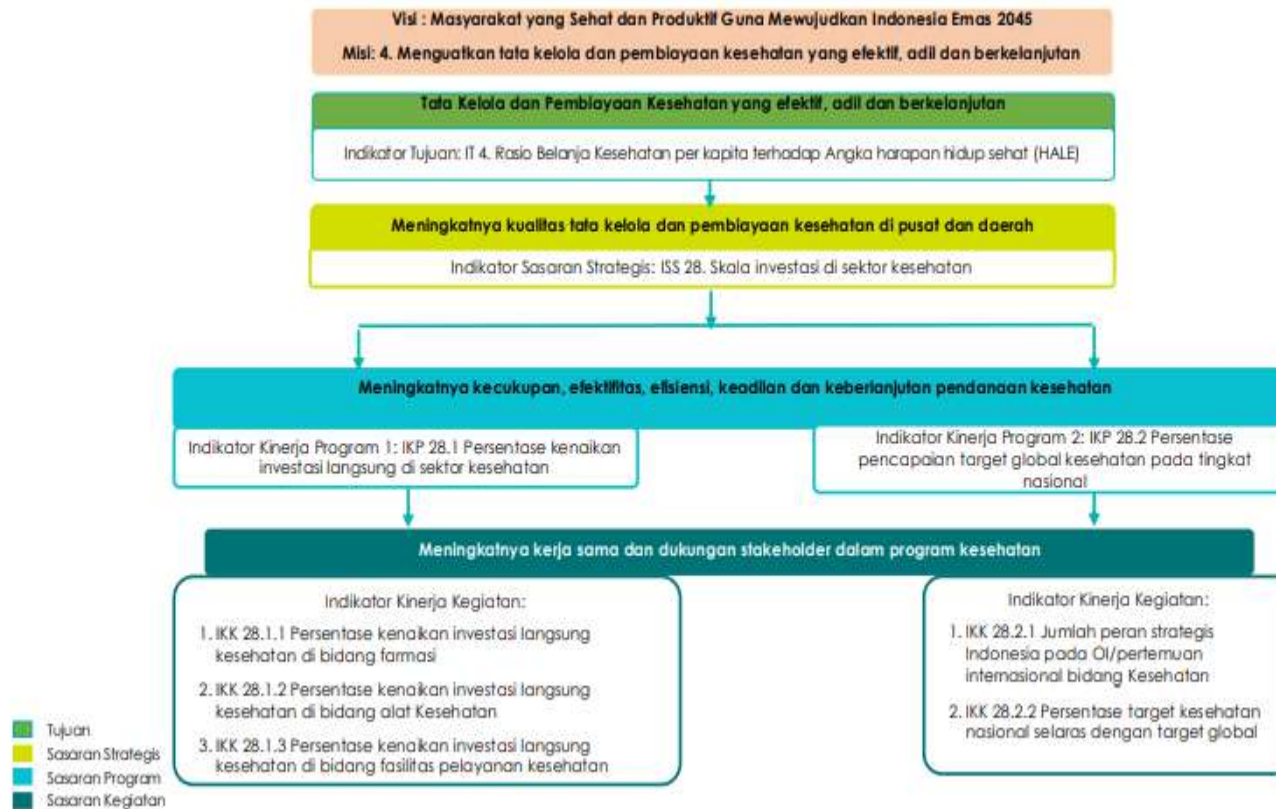 Visi : Masyarakat yang Sehat dan Produktif Guna Mewujudkan Indonesia Emas 2045
Misi: 4. Menguatkan tata kelola dan pembiayaan kesehatan yang efektif, adil dan berkelanjutan
Tata Kelola dan Pembiayaan Kesehatan yang efektif, adil dan berkelanjutan
Indikator Tujuan: IT 4. Rasio Belanja Kesehatan per kapita terhadap Angka harapan hidup sehat (HALE)
Meningkatnya kualitas tata kelola dan pembiayaan kesehatan di pusat dan daerah
Indikator Sasaran Strategis: ISS 28. Skala investasi di sektor kesehatan
Meningkatnya kecukupan, efektifitas, efisiensi, keadilan dan keberlanjutan pendanaan kesehatan
Indikator Kinerja Program 1: IKP 28.1 Persentase kenaikan
investasi langsung di sektor kesehatan
Indikator Kinerja Program 2: IKP 28.2 Persentase
pencapaian target global kesehatan pada tingkat
nasional
Meningkatnya kerja sama dan dukungan stakeholder dalam program kesehatan
Indikator Kinerja Kegiatan:
1. IKK 28.1.1 Persentase kenaikan investasi langsung
kesehatan di bidang farmasi
2. IKK 28.1.2 Persentase kenaikan investasi langsung
kesehatan di bidang alat Kesehatan
3. IKK 28.1.3 Persentase kenaikan investasi langsung
kesehatan di bidang fasilitas pelayanan kesehatan
Indikator Kinerja Kegiatan:
1. IKK 28.2.1 Jumlah peran strategis
Indonesia pada OI/pertemuan
internasional bidang Kesehatan
2. IKK 28.2.2 Persentase target kesehatan
nasional selaras dengan target global
Tujuan
Sasaran Strategis
Sasaran Program
Sasaran Kegiatan